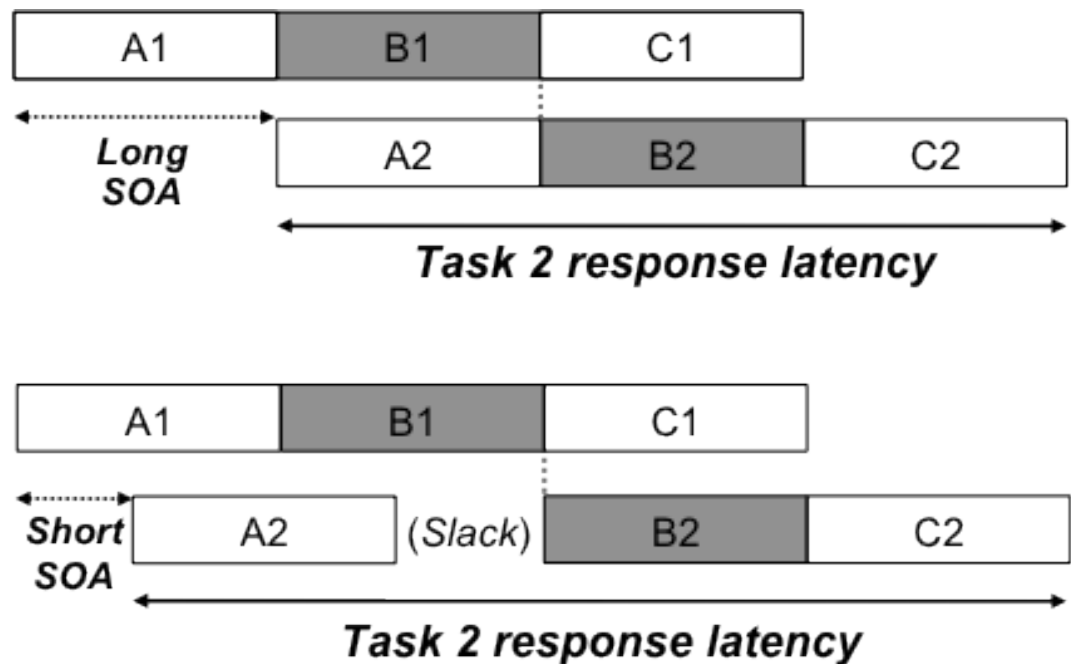 A1 B1 C1
Long
SOA
A2 B2 C2
Task 2 response latency
A1 B1 C1
Short
SOA
A2 (Slack) B2 C2
Task 2 response latency